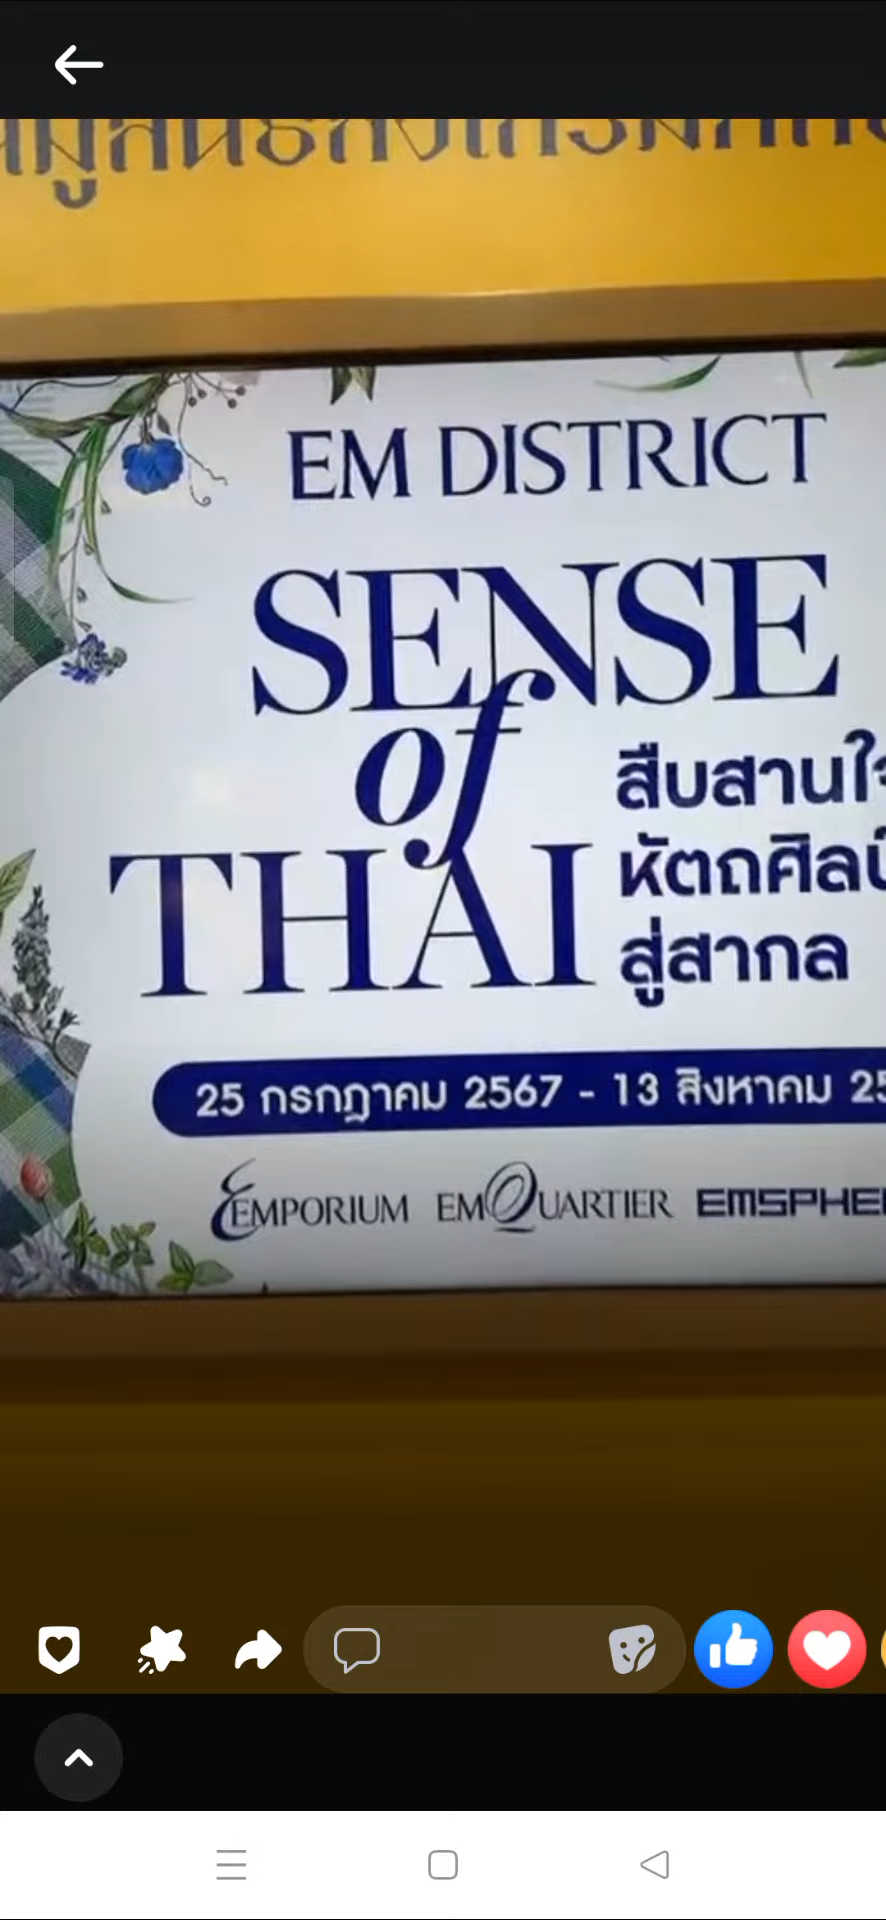 EM DISTRICT
SENSE
of
THAI
สืบสาน
หัตถศิลป์
สู่สากล
25 กรกฎาคม 2567 - 13 สิงหาคม
EMPORIUM EMQUARTIER